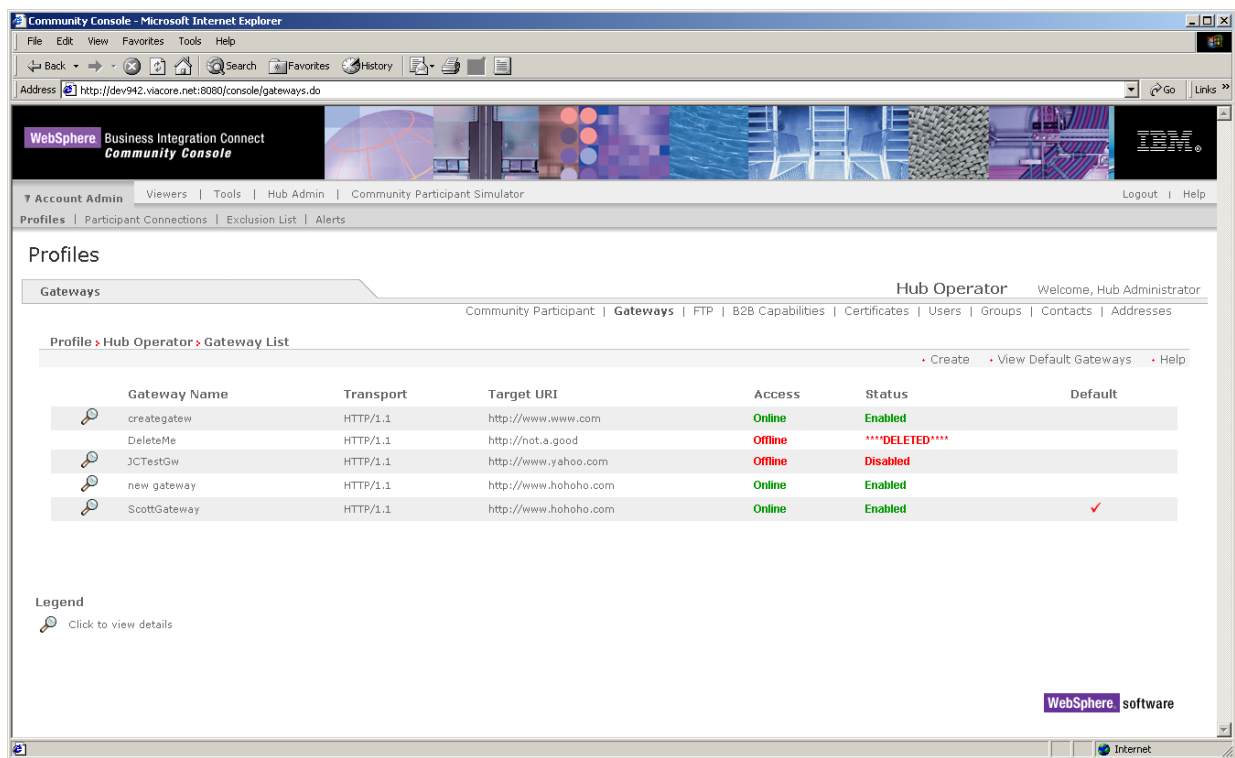 Community Console - Microsoft Internet Explorer
File Edit View Favorites Tools Help
Back Search Favorites History
Address http://dev942.viacore.net:8080/console/gateways.do Go Links »
WebSphere. Business Integration Connect
Community Console
IBM®
Account Admin Viewers | Tools | Hub Admin | Community Participant Simulator Logout | Help
Profiles | Participant Connections | Exclusion List | Alerts
Profiles
Gateways Hub Operator Welcome, Hub Administrator
Community Participant | Gateways | FTP | B2B Capabilities | Certificates | Users | Groups | Contacts | Addresses
Profile › Hub Operator › Gateway List
Create View Default Gateways Help
Gateway Name Transport Target URI Access Status Default
creategatew HTTP/1.1 http://www.www.com Online Enabled
DeleteMe HTTP/1.1 http://not.a.good Offline ****DELETED****
JCTestGw HTTP/1.1 http://www.yahoo.com Offline Disabled
new gateway HTTP/1.1 http://www.hohoho.com Online Enabled
ScottGateway HTTP/1.1 http://www.hohoho.com Online Enabled ✓
Legend
Click to view details
WebSphere. software
Internet